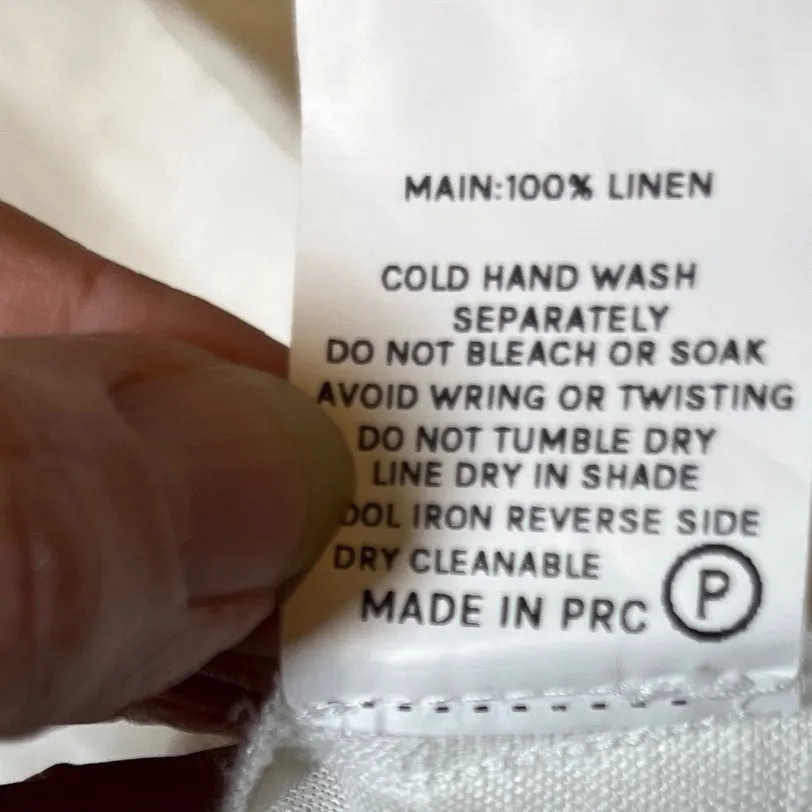 MAIN:100% LINEN
COLD HAND WASH
SEPARATELY
DO NOT BLEACH OR SOAK
AVOID WRING OR TWISTING
DO NOT TUMBLE DRY
LINE DRY IN SHADE
OOL IRON REVERSE SIDE
DRY CLEANABLE
MADE IN PRC
P